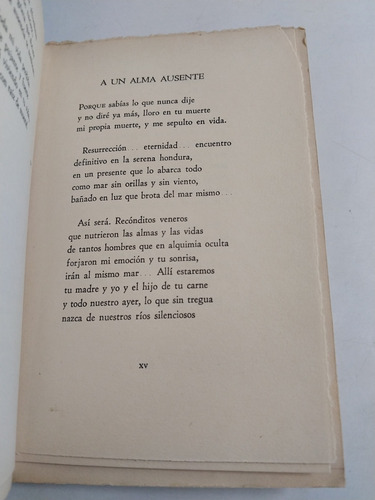 A UN ALMA AUSENTE
PORQUE sabías lo que nunca dije
y no diré ya más, lloro en tu muerte
mi propia muerte, y me sepulto en vida.
Resurrección... eternidad... encuentro
definitivo en la serena hondura,
en un presente que lo abarca todo
como mar sin orillas y sin viento,
bañado en luz que brota del mar mismo...
Así será. Recónditos veneros
que nutrieron las almas y las vidas
de tantos hombres que en alquimia oculta
forjaron mi emoción y tu sonrisa,
irán al mismo mar... Allí estaremos
tu madre y yo y el hijo de tu carne
y todo nuestro ayer, lo que sin tregua
nazca de nuestros ríos silenciosos
XV